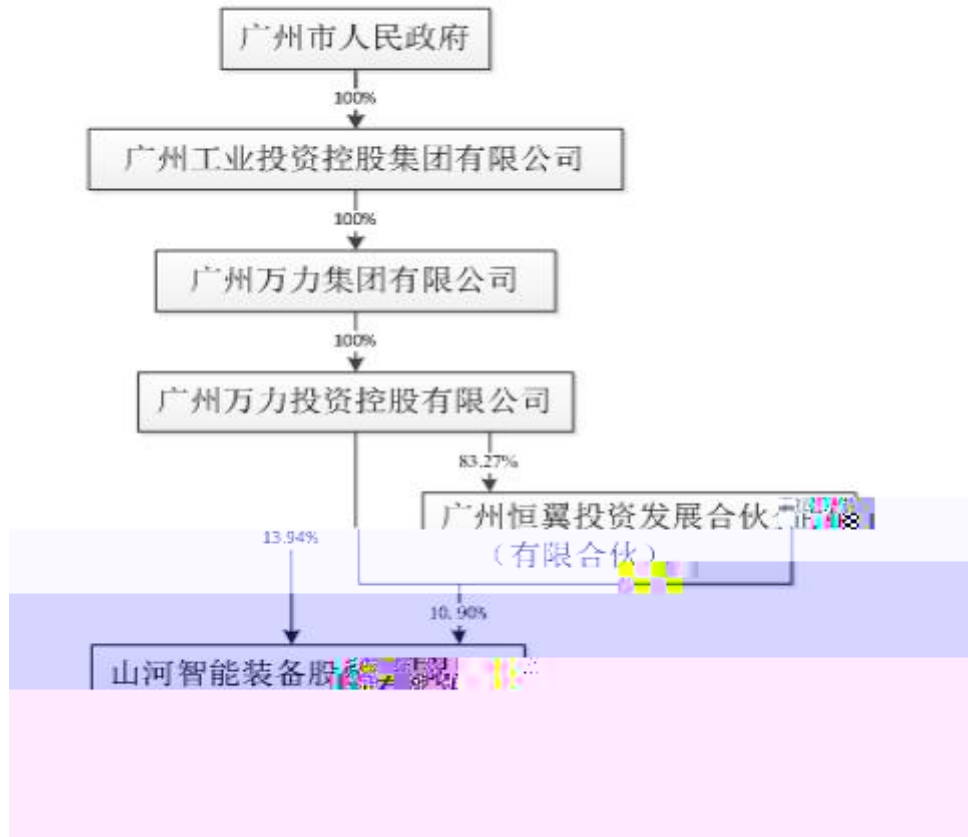 广州市人民政府
100%
广州工业投资控股集团有限公司
100%
广州万力集团有限公司
100%
广州万力投资控股有限公司
83.27%
广州恒翼投资发展合伙
13.94%
（有限合伙）
10.90%
山河智能装备股